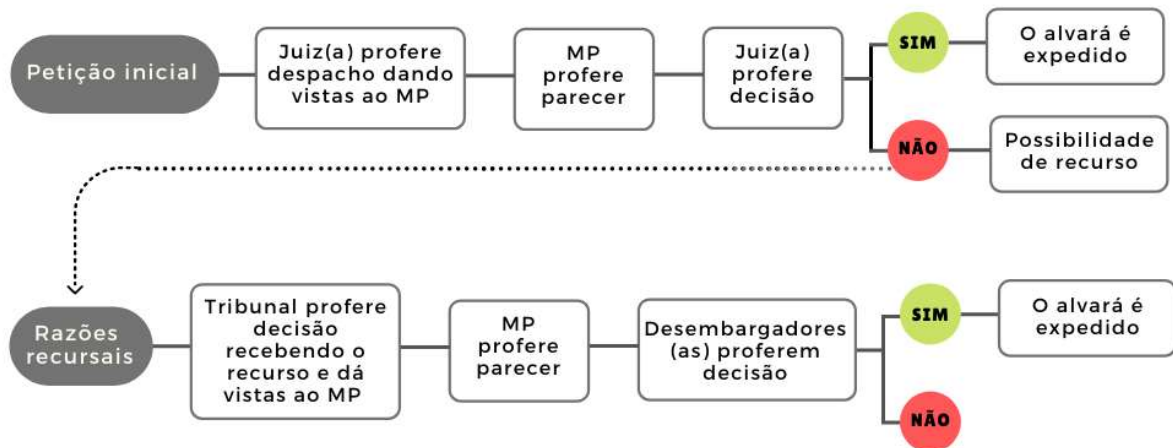 Petição inicial
Juiz(a) profere
despacho dando
vistas ao MP
MP
profere
parecer
Juiz(a)
profere
decisão
SIM
O alvará é
expedido
NÃO
Possibilidade
de recurso
Razões
recursais
Tribunal profere
decisão
recebendo o
recurso e dá
vistas ao MP
MP
profere
parecer
Desembargadores
(as) proferem
decisão
SIM
O alvará é
expedido
NÃO